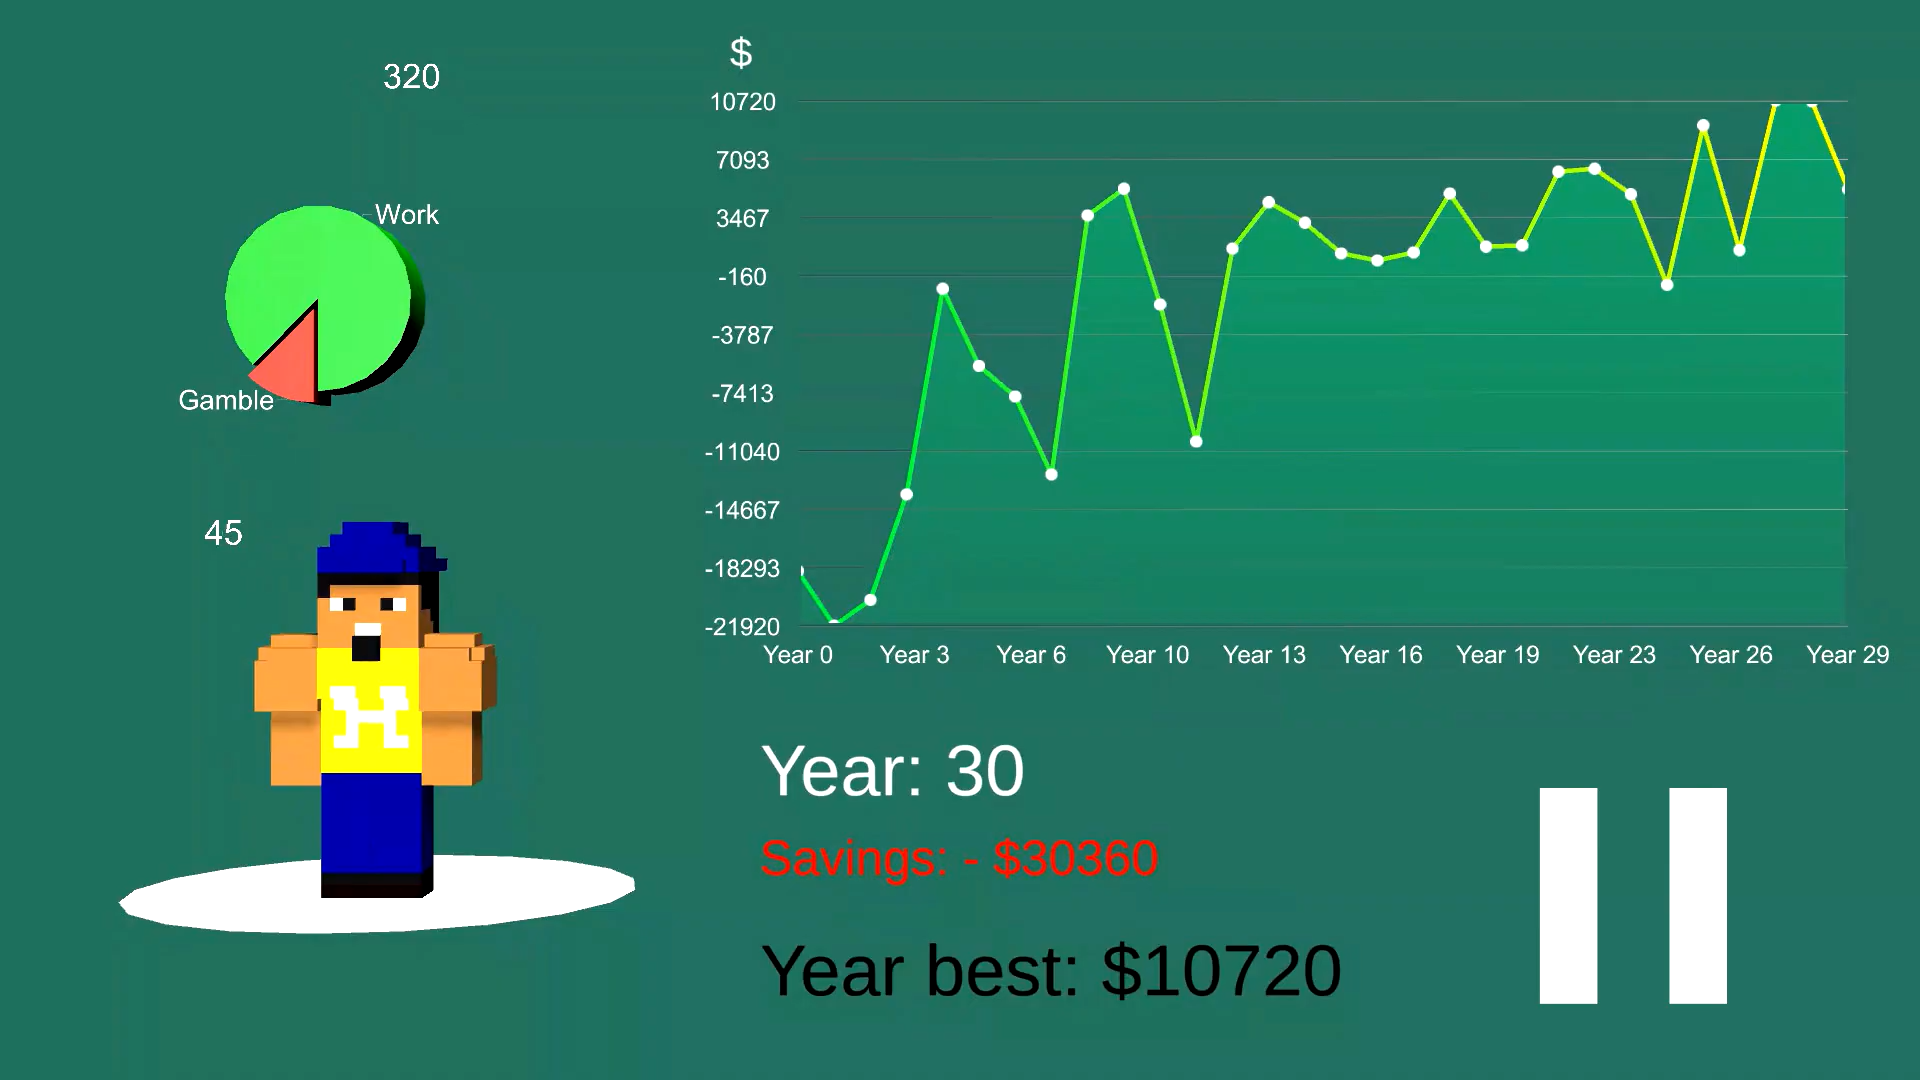 320
Work
Gamble
45
$
10720
7093
3467
-160
-3787
-7413
-11040
-14667
-18293
-21920
Year 0 Year 3 Year 6 Year 10 Year 13 Year 16 Year 19 Year 23 Year 26 Year 29
Year: 30
Savings: - $30360
Year best: $10720